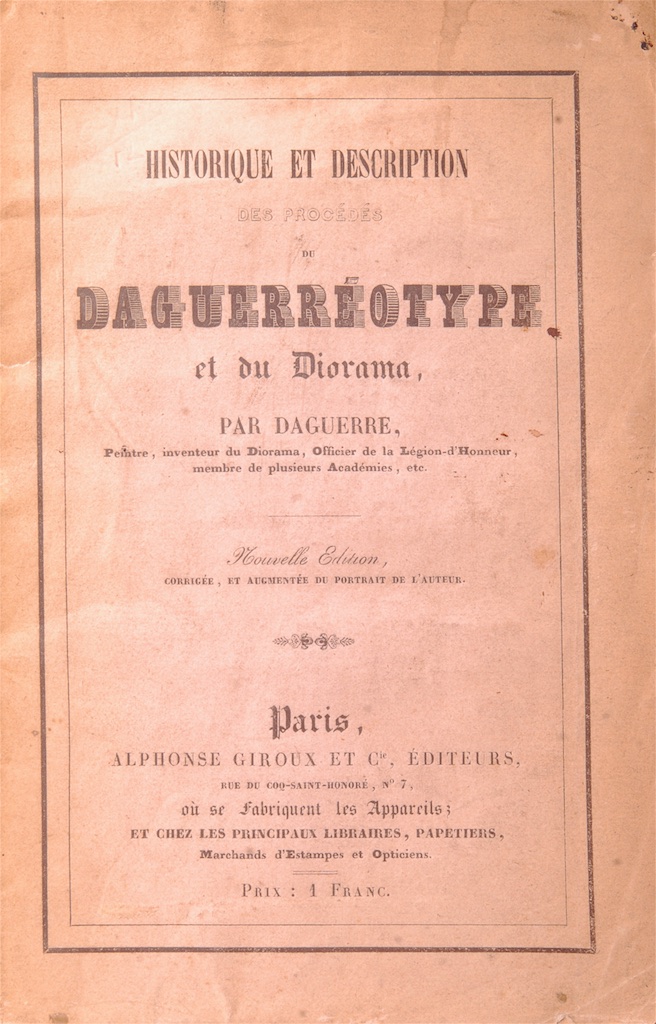 HISTORIQUE ET DESCRIPTION
DES PROCÉDÉS
DU
DAGUERRÉOTYPE
et du Diorama,
PAR DAGUERRE,
Peintre, inventeur du Diorama, Officier de la Légion-d'Honneur,
membre de plusieurs Académies, etc.
Nouvelle Edition,
CORRIGÉE, ET AUGMENTÉE DU PORTRAIT DE L'AUTEUR.
Paris,
ALPHONSE GIROUX ET Cie, ÉDITEURS,
RUE DU COQ-SAINT-HONORÉ, No 7,
où se fabriquent les Appareils;
ET CHEZ LES PRINCIPAUX LIBRAIRES, PAPETIERS,
Marchands d'Estampes et Opticiens.
PRIX : 1 FRANC.